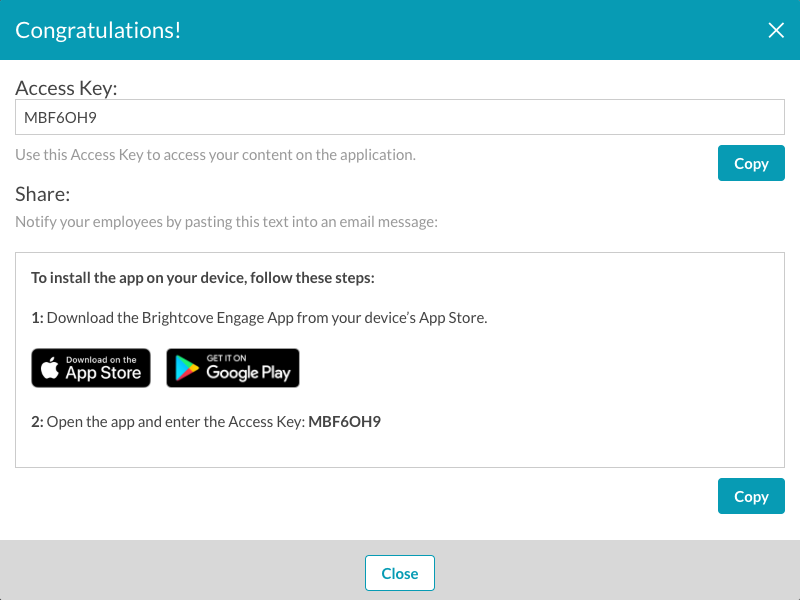 Congratulations!
Access Key:
MBF6OH9
Use this Access Key to access your content on the application.
Copy
Share:
Notify your employees by pasting this text into an email message:
To install the app on your device, follow these steps:
1: Download the Brightcove Engage App from your device’s App Store.
Download on the
App Store
GET IT ON
Google Play
2: Open the app and enter the Access Key: MBF6OH9
Copy
Close